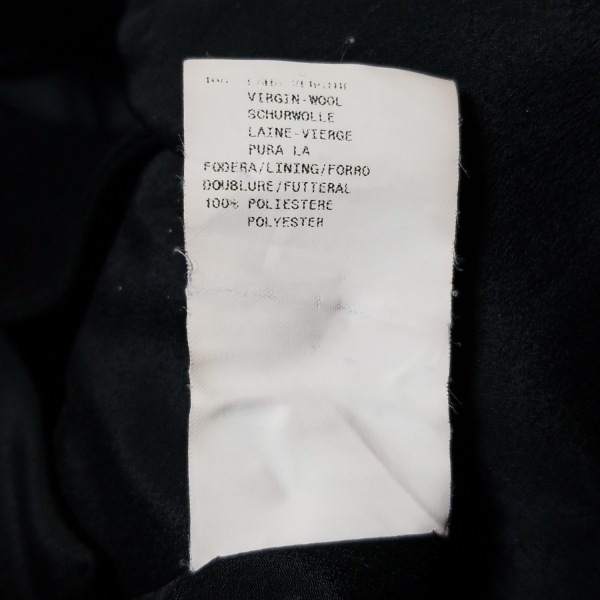 VIRGIN-WOOL
SCHURWOLLE
LAINE-VIERGE
PURA LA
FODERA/LINING/FORRO
DOUBLURE/FUTTERAL
100% POLIESTERE
POLYESTER